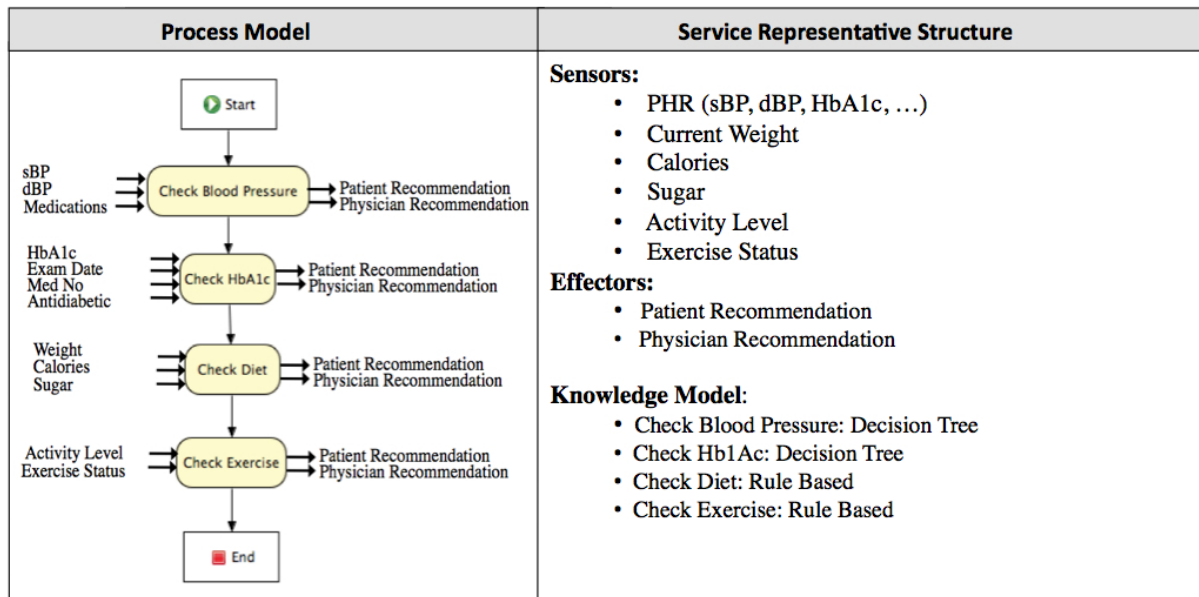 Process Model
Service Representative Structure
Start
sBP
dBP
Medications
Check Blood Pressure
Patient Recommendation
Physician Recommendation
HbA1c
Exam Date
Med No
Antidiabetic
Check HbA1c
Patient Recommendation
Physician Recommendation
Weight
Calories
Sugar
Check Diet
Patient Recommendation
Physician Recommendation
Activity Level
Exercise Status
Check Exercise
Patient Recommendation
Physician Recommendation
End
Sensors:
• PHR (sBP, dBP, HbA1c, …)
• Current Weight
• Calories
• Sugar
• Activity Level
• Exercise Status
Effectors:
• Patient Recommendation
• Physician Recommendation
Knowledge Model:
• Check Blood Pressure: Decision Tree
• Check Hb1Ac: Decision Tree
• Check Diet: Rule Based
• Check Exercise: Rule Based